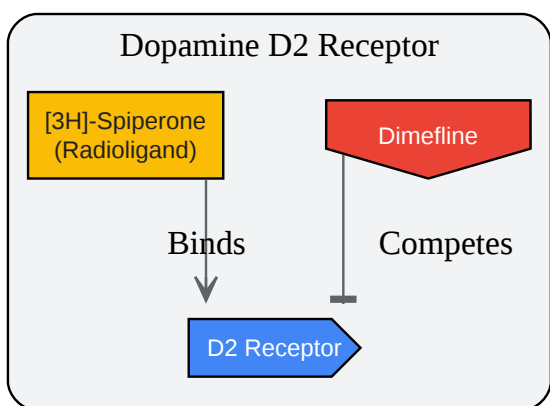 Dopamine D2 Receptor
[3H]-Spiperone
(Radioligand)
Dimefline
Binds
Competes
D2 Receptor